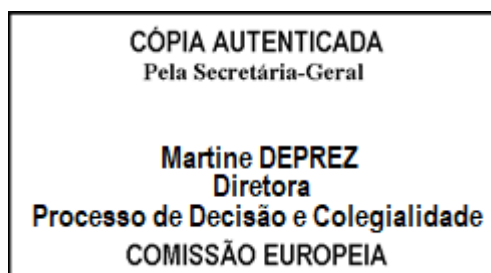 CÓPIA AUTENTICADA
Pela Secretária-Geral
Martine DEPREZ
Diretora
Processo de Decisão e Colegialidade
COMISSÃO EUROPEIA